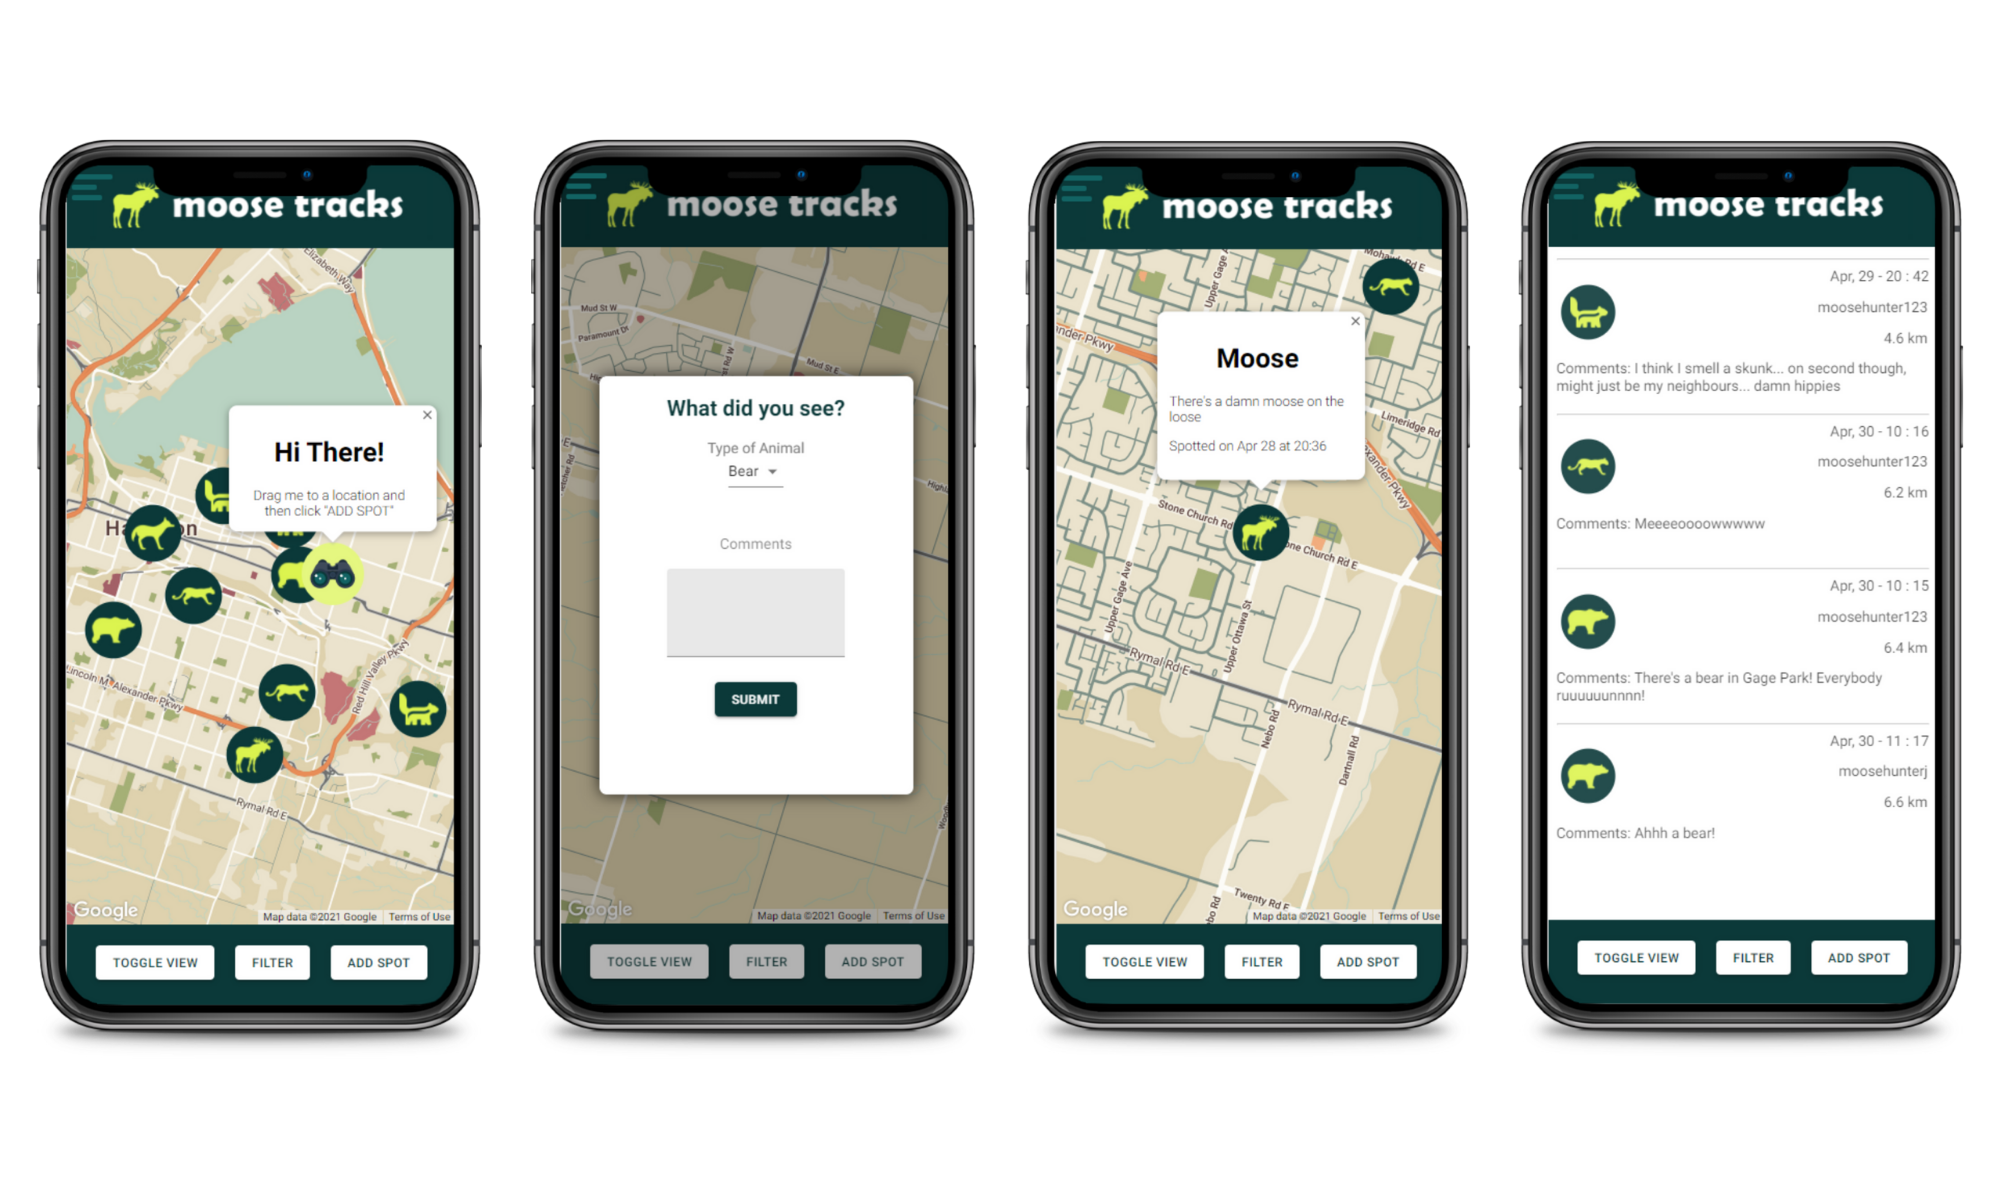 moose tracks
Elizabeth Way
Hi There!
Drag me to a location and
then click "ADD SPOT"
Lincoln M. Alexander Pkwy
Red Hill Valley Pkwy
Rymal Rd E
Google
Map data ©2021 Google
Terms of Use
TOGGLE VIEW
FILTER
ADD SPOT
moose tracks
Mud St W
Paramount Dr
Mud St E
What did you see?
Type of Animal
Bear
Comments
SUBMIT
Google
Map data ©2021 Google
Terms of Use
TOGGLE VIEW
FILTER
ADD SPOT
moose tracks
Upper Gage
Moose
There's a damn moose on the
loose
Spotted on Apr 28 at 20:36
Limeridge Rd
Stone Church Rd
Stone Church Rd E
Upper Gage Ave
Upper Ottawa St
Rymal Rd E
Rymal Rd E
Nebo Rd
Dartnall Rd
Twenty Rd E
Google
Map data ©2021 Google
Terms of Use
TOGGLE VIEW
FILTER
ADD SPOT
moose tracks
Apr, 29 - 20 : 42
moosehunter123
4.6 km
Comments: I think I smell a skunk... on second though,
might just be my neighbours... damn hippies
Apr, 30 - 10 : 16
moosehunter123
6.2 km
Comments: Meeeeoooowwwww
Apr, 30 - 10 : 15
moosehunter123
6.4 km
Comments: There's a bear in Gage Park! Everybody
ruuuuuunnnn!
Apr, 30 - 11 : 17
moosehunterj
6.6 km
Comments: Ahhh a bear!
TOGGLE VIEW
FILTER
ADD SPOT